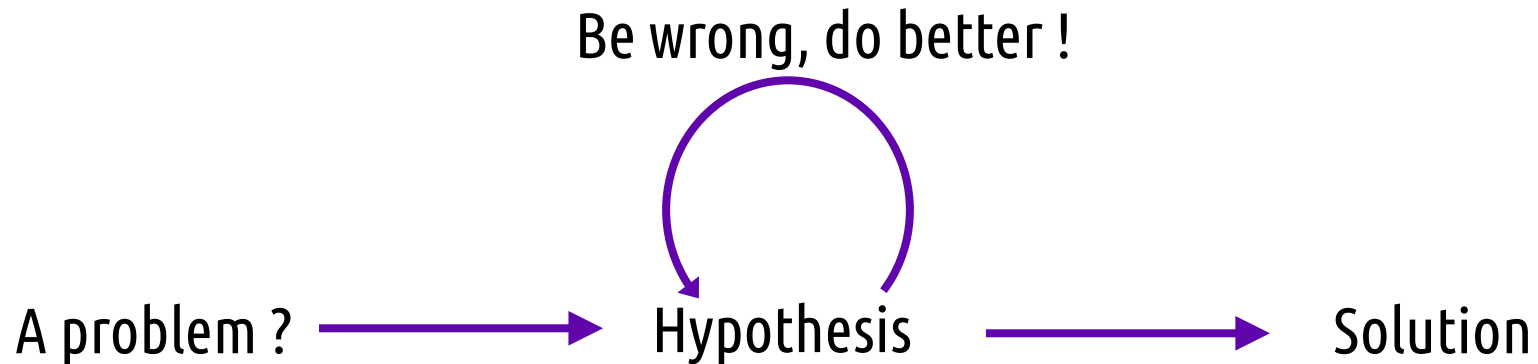 Be wrong, do better !
A problem ?
Hypothesis
Solution